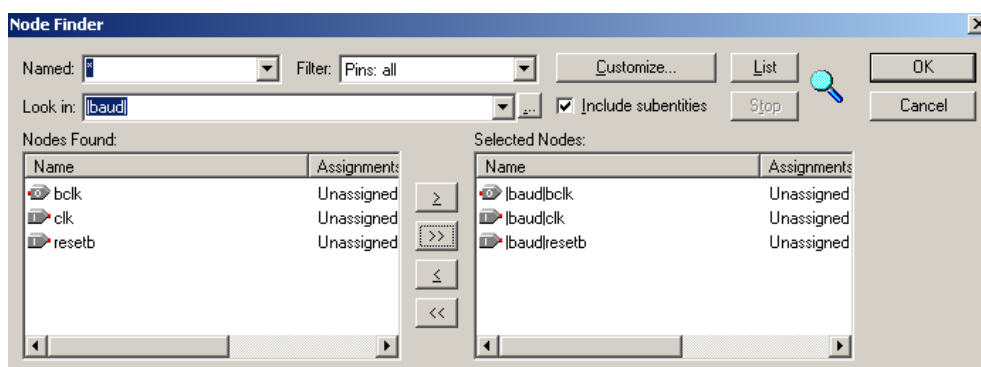 Node Finder
Named: * Filter: Pins: all Customize... List OK
Look in: |baud| ... Include subentities Stop Cancel
Nodes Found: Selected Nodes:
Name Assignments Name Assignments
bclk Unassigned > |baud|bclk Unassigned
clk Unassigned |baud|clk Unassigned
resetb Unassigned >> |baud|resetb Unassigned
<
<<